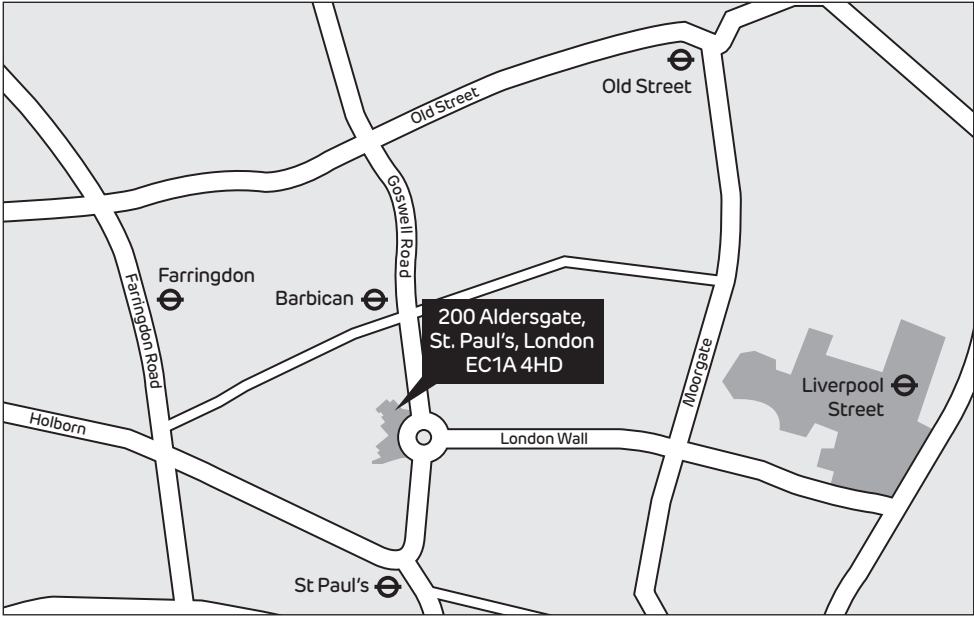 Old Street
Old Street
Goswell Road
Farringdon
Barbican
Farringdon Road
200 Aldersgate,
St. Paul's, London
EC1A 4HD
Moorgate
Liverpool
Street
Holborn
London Wall
St Paul's